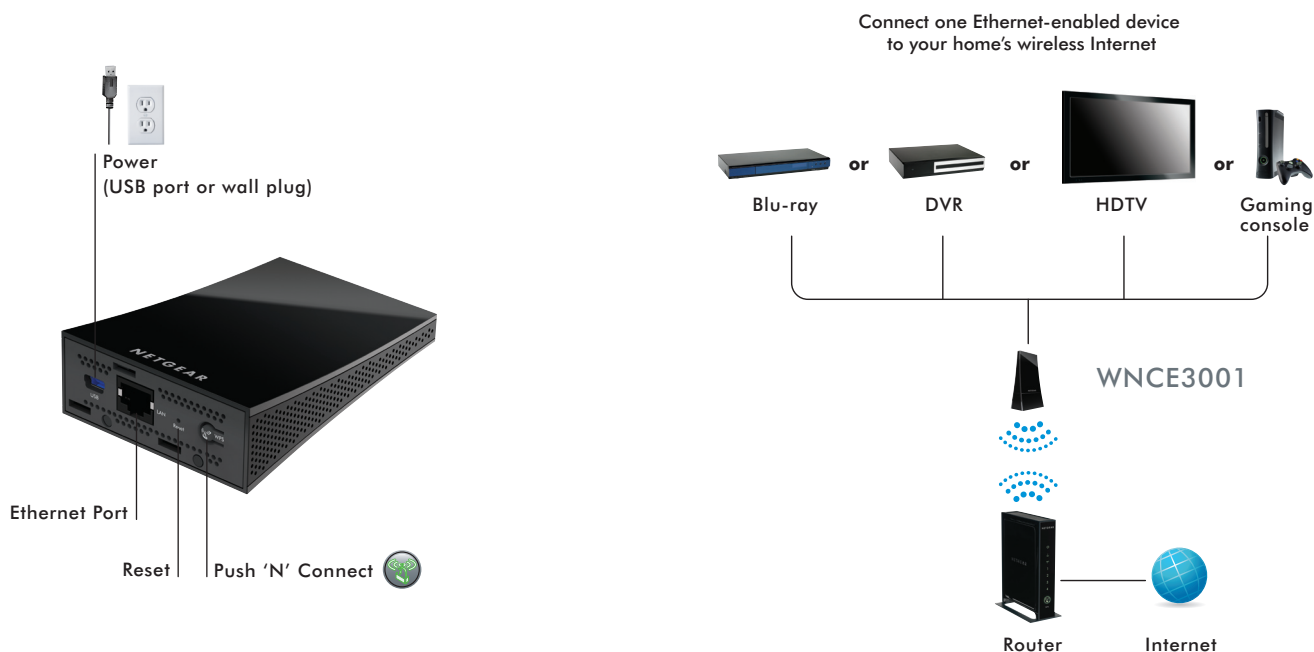 Power
(USB port or wall plug)
NETGEAR
USB
LAN
Reset
WPS
Ethernet Port
Reset
Push ‘N’ Connect
Connect one Ethernet-enabled device
to your home’s wireless Internet
or
or
or
Blu-ray
DVR
HDTV
Gaming
console
WNCE3001
NETGEAR
Router
Internet